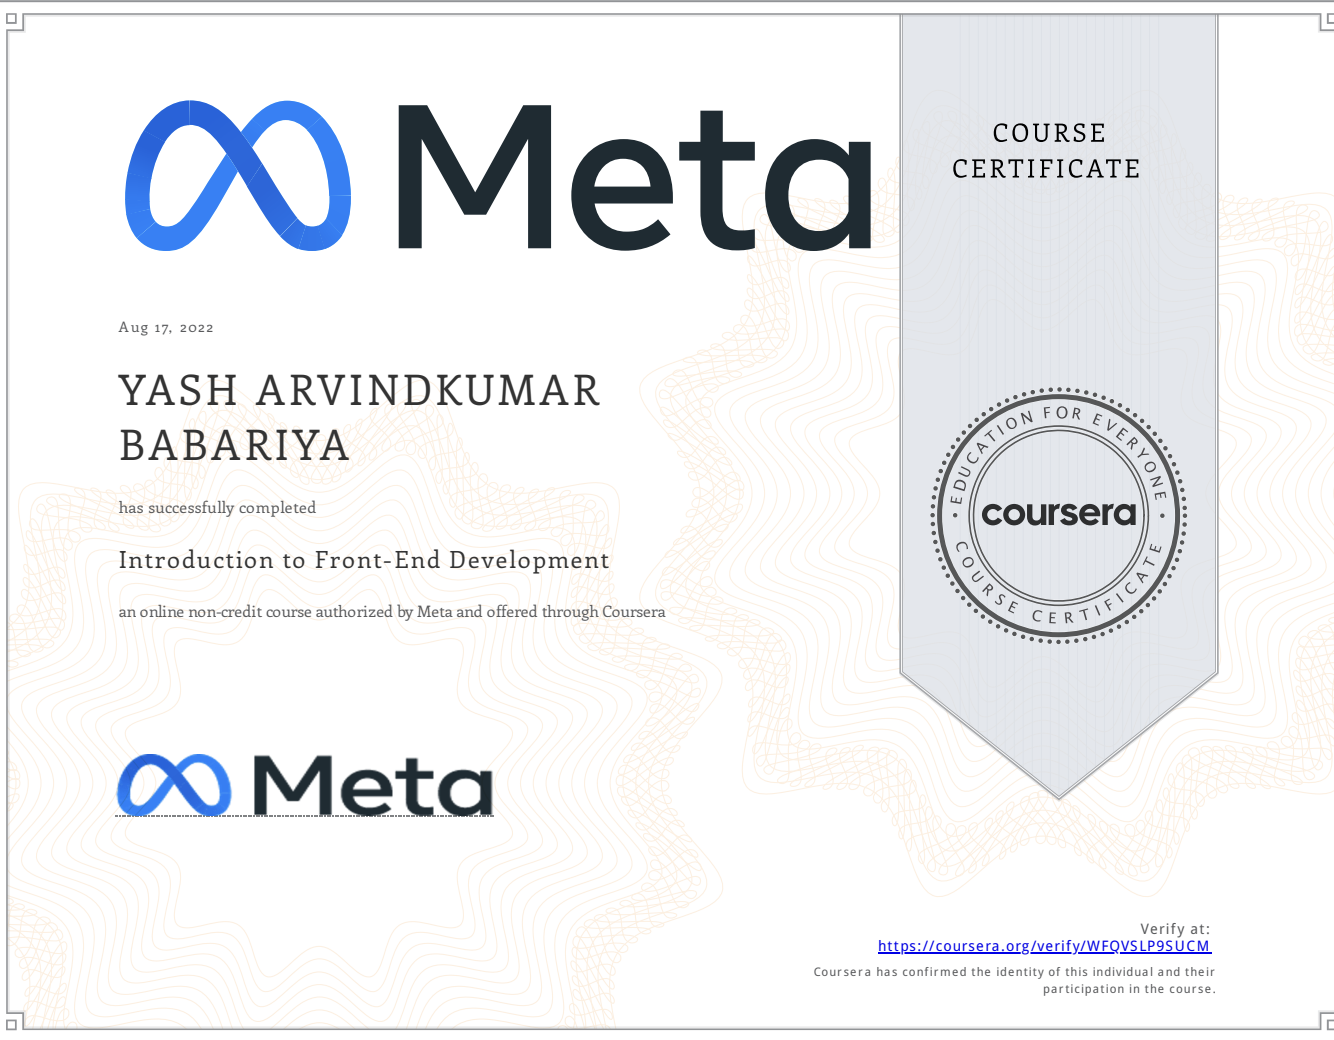 Meta
COURSE
CERTIFICATE
Aug 17, 2022
YASH ARVINDKUMAR
BABARIYA
has successfully completed
Introduction to Front-End Development
an online non-credit course authorized by Meta and offered through Coursera
EDUCATION FOR EVERYONE
coursera
COURSE CERTIFICATE
Meta
Verify at:
https://coursera.org/verify/WFQVSLP9SUCM
Coursera has confirmed the identity of this individual and their
participation in the course.